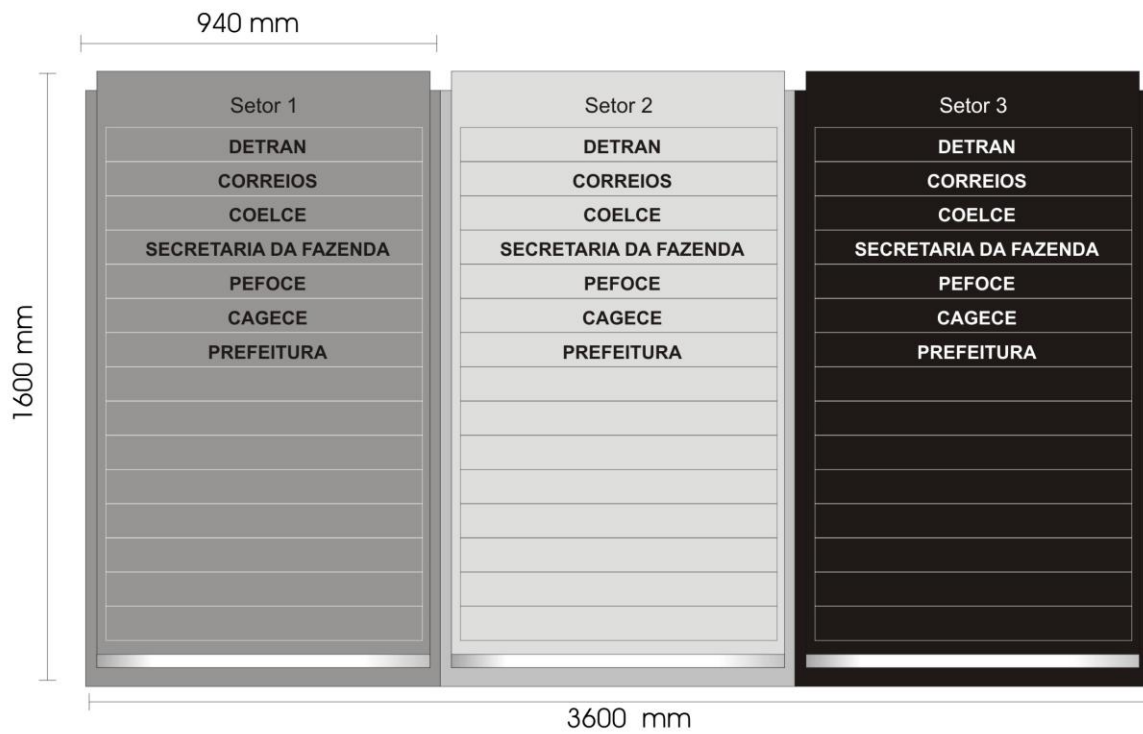 940 mm
1600 mm
Setor 1
DETRAN
CORREIOS
COELCE
SECRETARIA DA FAZENDA
PEFOCE
CAGECE
PREFEITURA
Setor 2
DETRAN
CORREIOS
COELCE
SECRETARIA DA FAZENDA
PEFOCE
CAGECE
PREFEITURA
Setor 3
DETRAN
CORREIOS
COELCE
SECRETARIA DA FAZENDA
PEFOCE
CAGECE
PREFEITURA
3600 mm